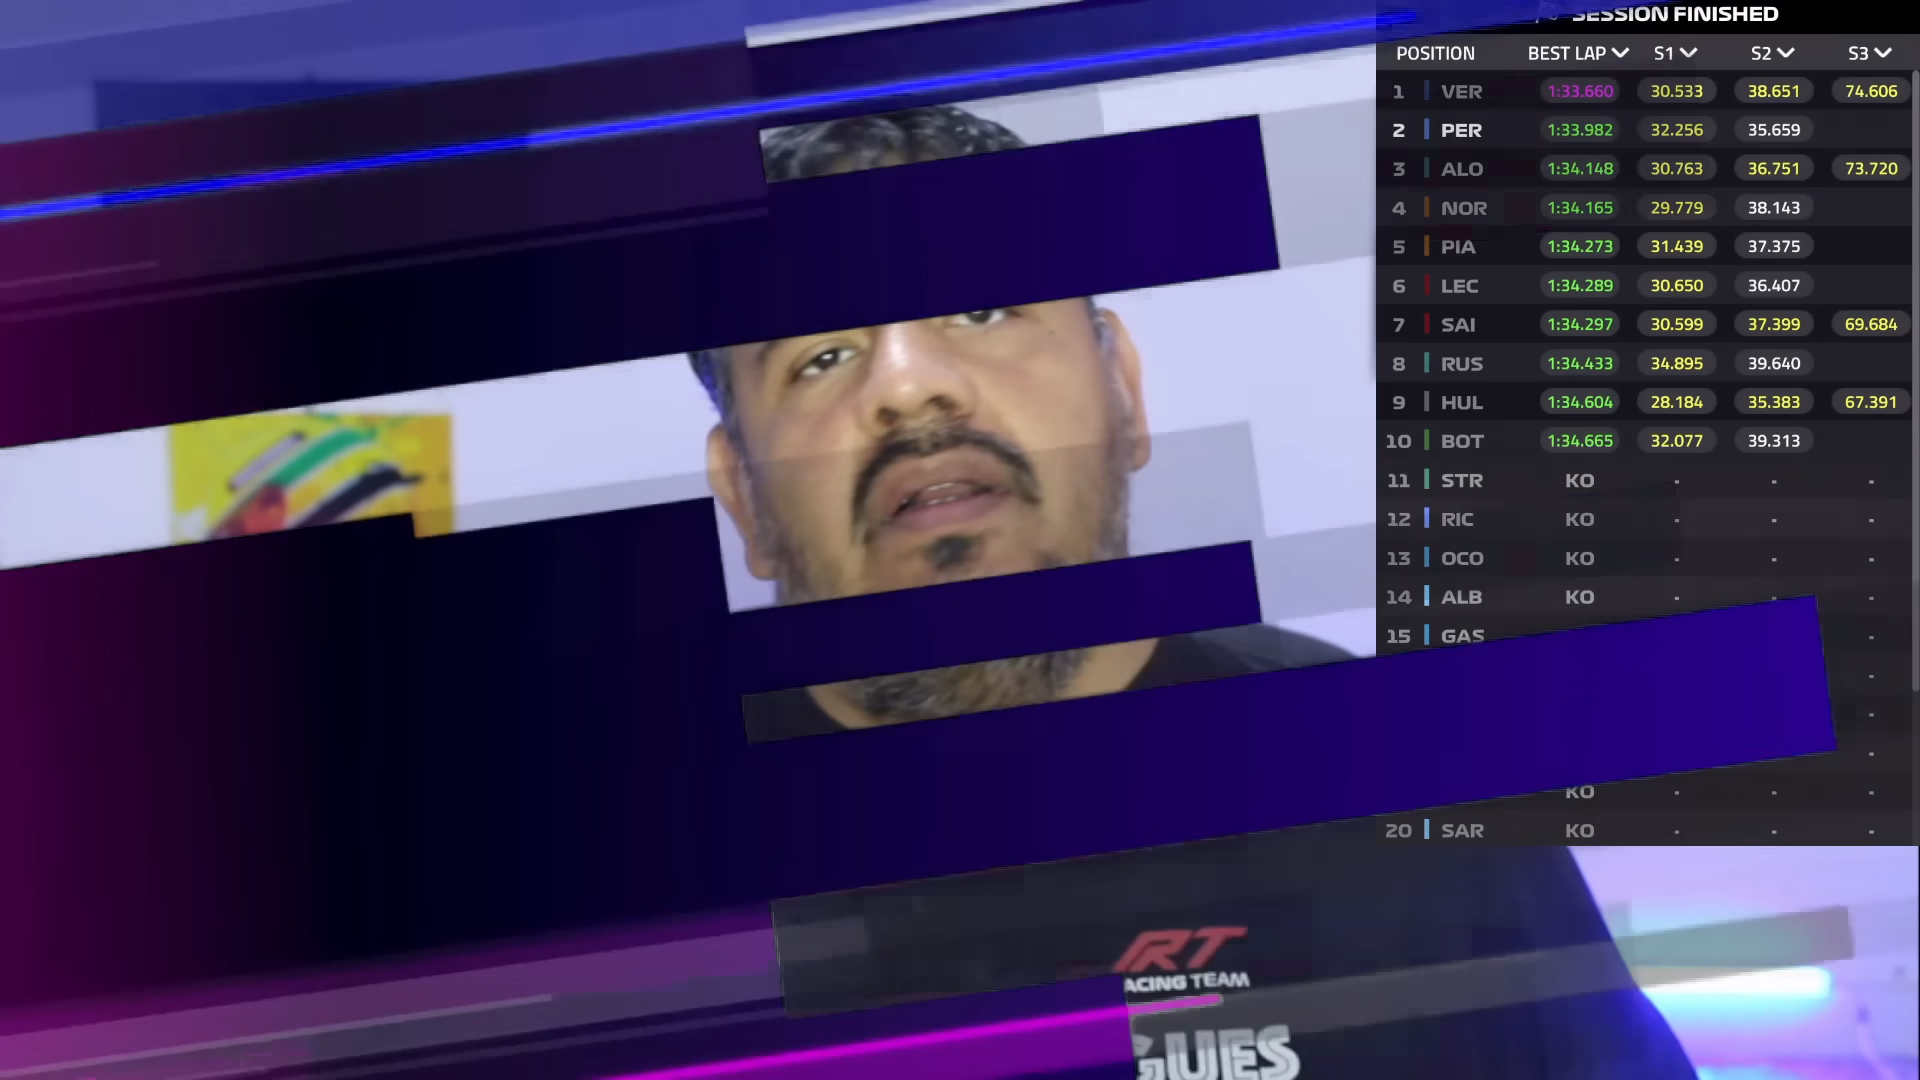 SESSION FINISHED
POSITION BEST LAP S1 S2 S3
1 VER 1:33.660 30.533 38.651 74.606
2 PER 1:33.982 32.256 35.659
3 ALO 1:34.148 30.763 36.751 73.720
4 NOR 1:34.165 29.779 38.143
5 PIA 1:34.273 31.439 37.375
6 LEC 1:34.289 30.650 36.407
7 SAI 1:34.297 30.599 37.399 69.684
8 RUS 1:34.433 34.895 39.640
9 HUL 1:34.604 28.184 35.383 67.391
10 BOT 1:34.665 32.077 39.313
11 STR KO - - -
12 RIC KO - - -
13 OCO KO - - -
14 ALB KO - - -
15 GAS -
-
-
-
KO - - -
20 SAR KO - - -
RT
ACING TEAM
GUES